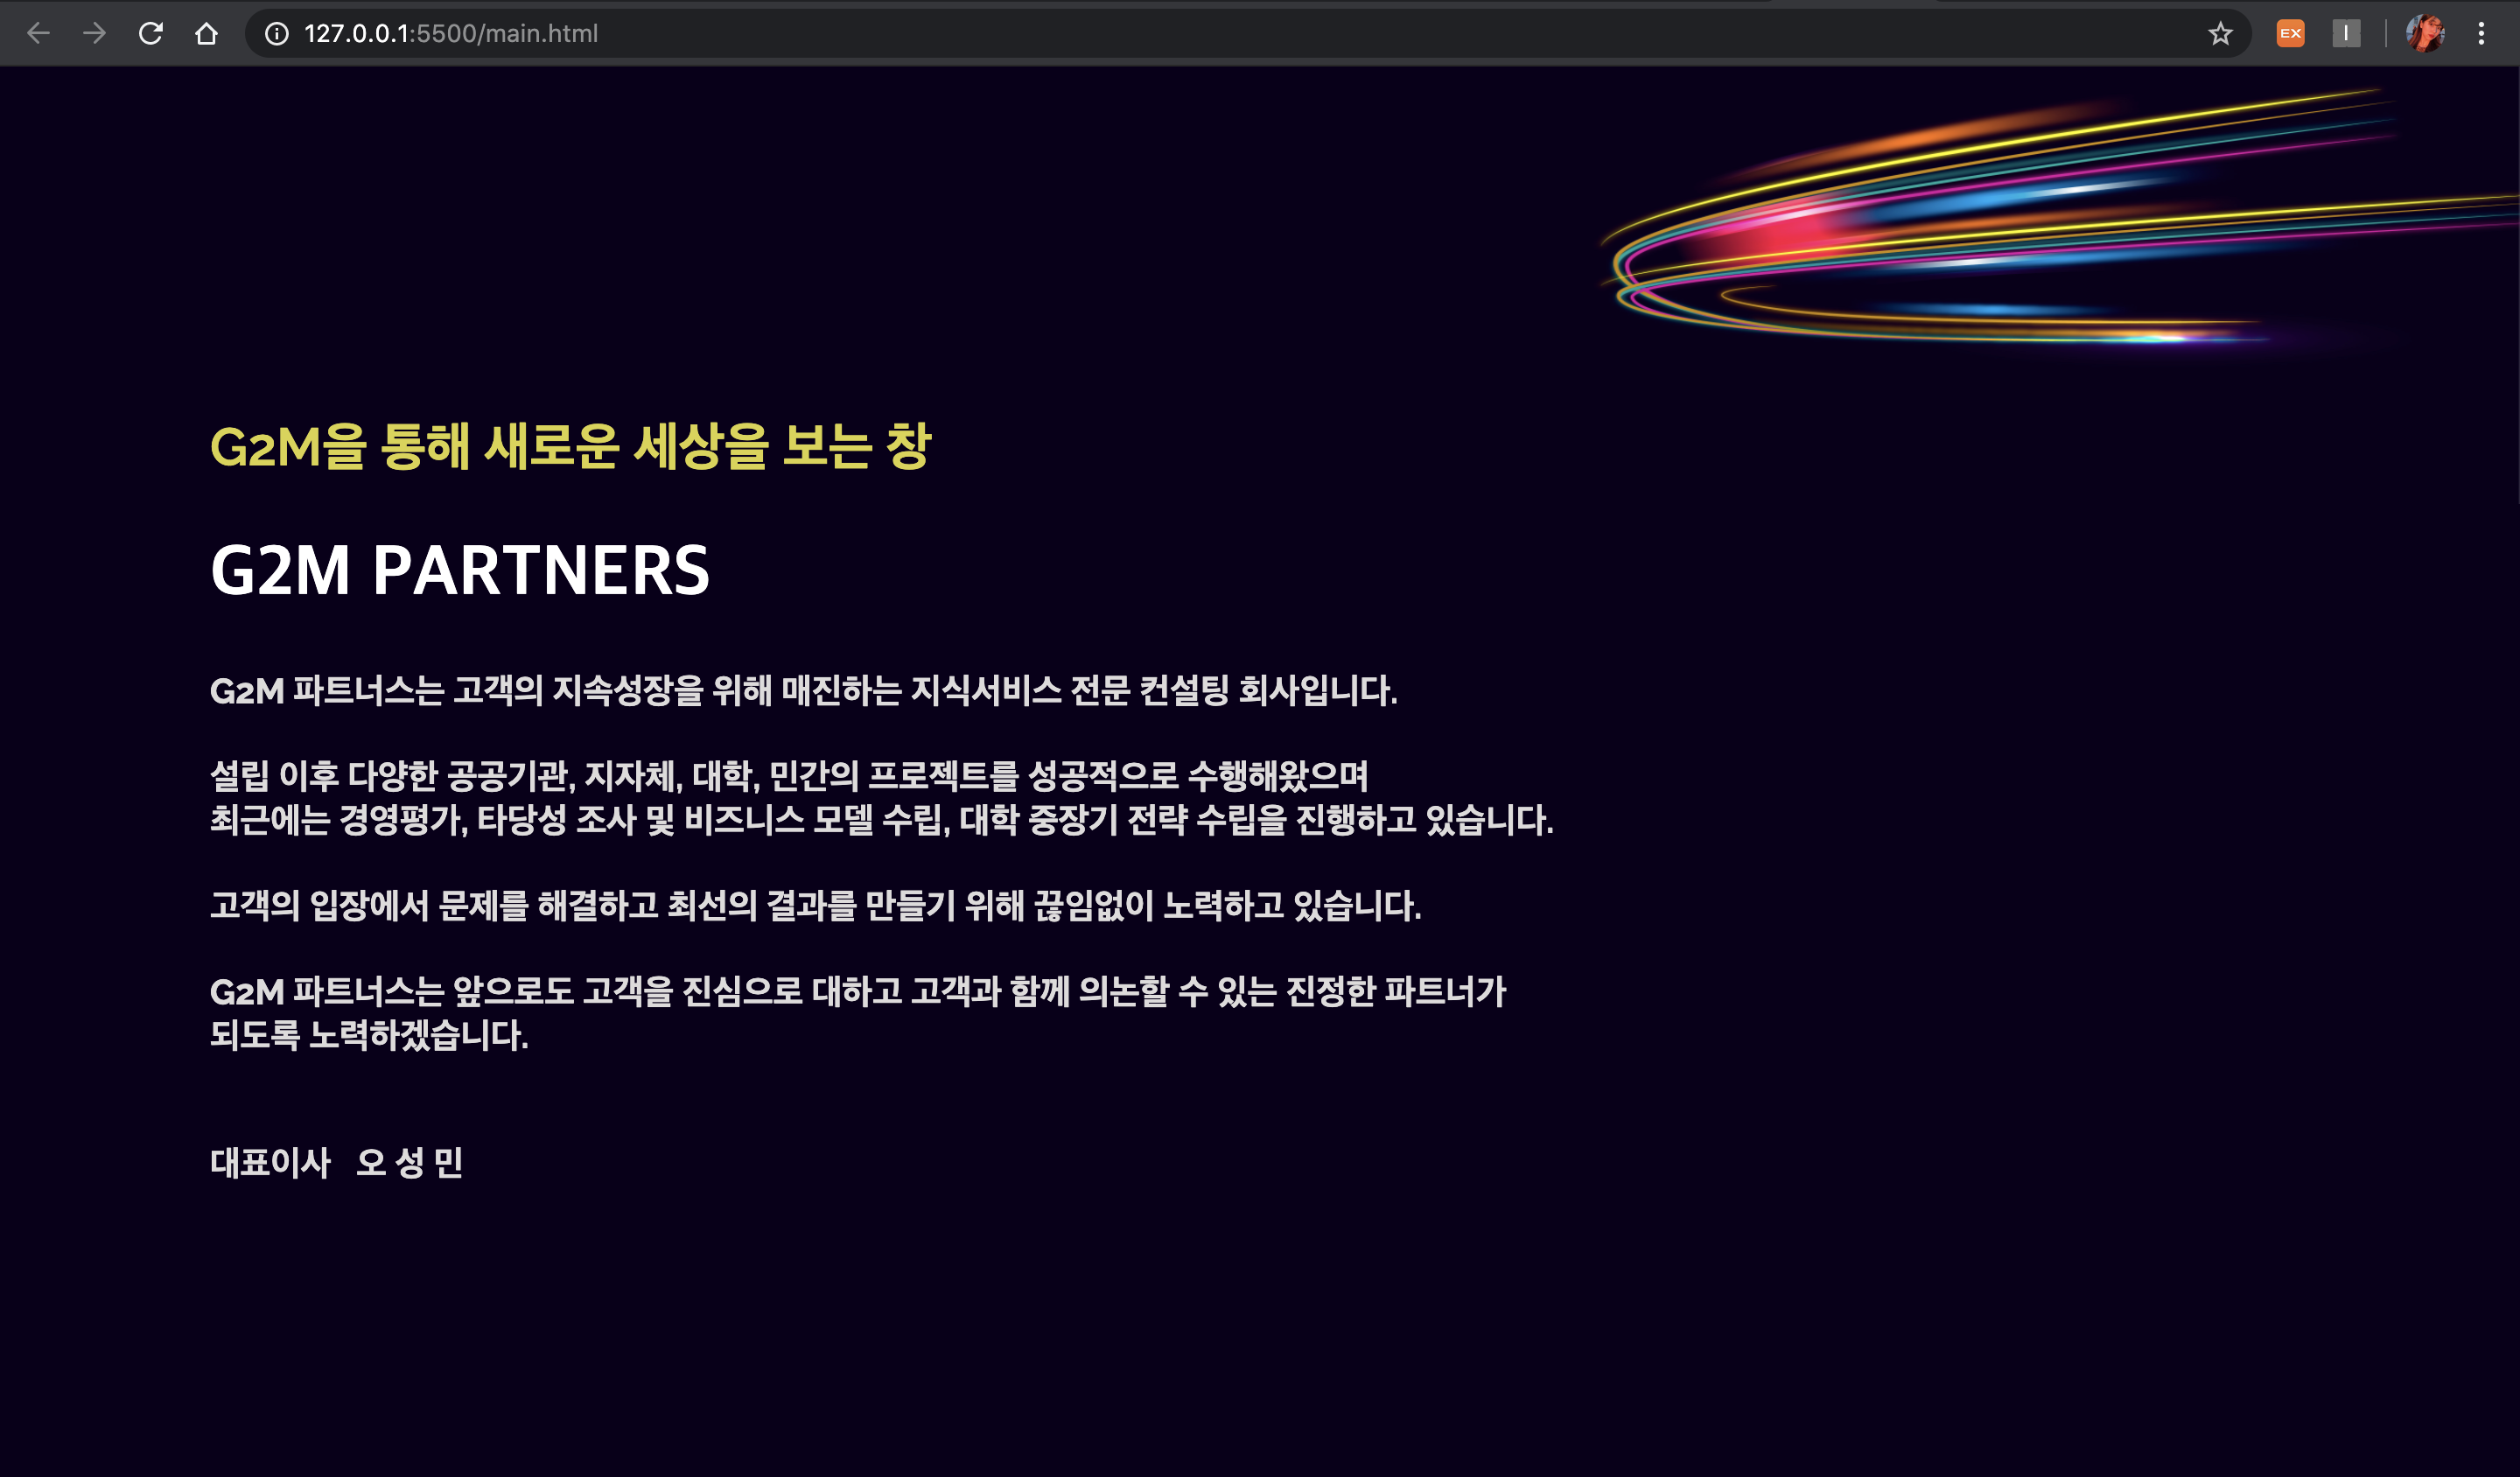 127.0.0.1:5500/main.html
EX
G2M을 통해 새로운 세상을 보는 창
G2M PARTNERS
G2M 파트너스는 고객의 지속성장을 위해 매진하는 지식서비스 전문 컨설팅 회사입니다.
설립 이후 다양한 공공기관, 지자체, 대학, 민간의 프로젝트를 성공적으로 수행해왔으며
최근에는 경영평가, 타당성 조사 및 비즈니스 모델 수립, 대학 중장기 전략 수립을 진행하고 있습니다.
고객의 입장에서 문제를 해결하고 최선의 결과를 만들기 위해 끊임없이 노력하고 있습니다.
G2M 파트너스는 앞으로도 고객을 진심으로 대하고 고객과 함께 의논할 수 있는 진정한 파트너가
되도록 노력하겠습니다.
대표이사 오 성 민